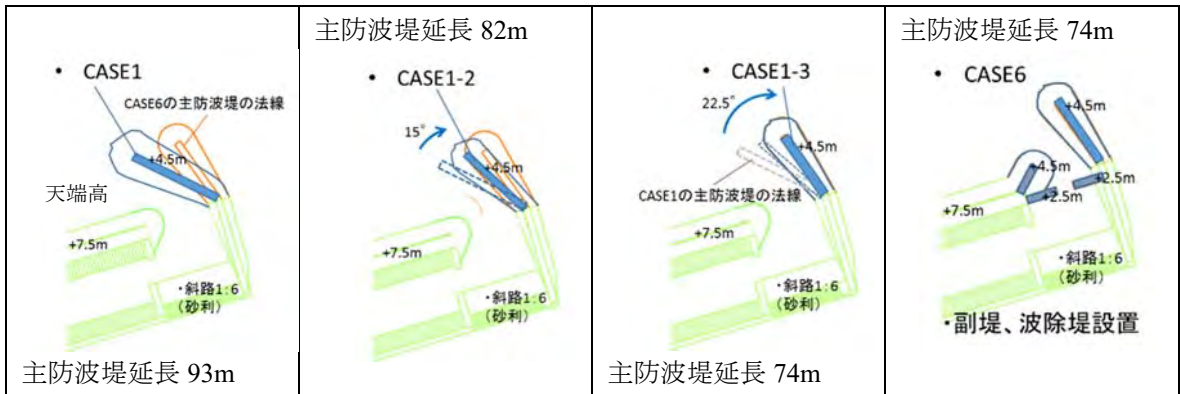 • CASE1
CASE6の主防波堤の法線
+4.5m
天端高
+7.5m
・斜路1:6
(砂利)
主防波堤延長 93m
主防波堤延長 82m
• CASE1-2
15°
+4.5m
+7.5m
・斜路1:6
(砂利)
• CASE1-3
22.5°
+4.5m
CASE1の主防波堤の法線
+7.5m
・斜路1:6
(砂利)
主防波堤延長 74m
主防波堤延長 74m
• CASE6
+4.5m
+4.5m
+2.5m
+2.5m
+7.5m
・斜路1:6
(砂利)
・副堤、波除堤設置